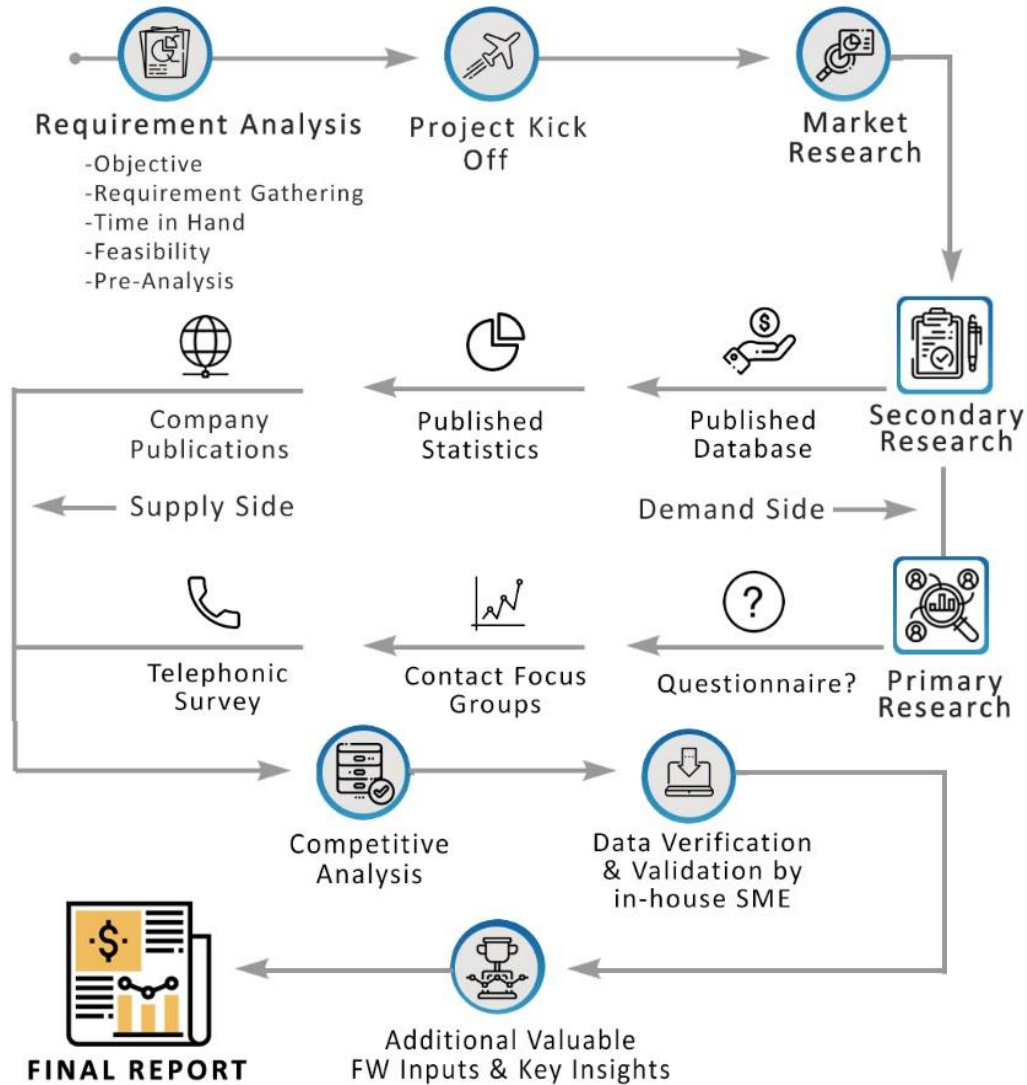 Requirement Analysis
-Objective
-Requirement Gathering
-Time in Hand
-Feasibility
-Pre-Analysis
Project Kick
Off
Market
Research
Company
Publications
Published
Statistics
Published
Database
Secondary
Research
Supply Side
Demand Side
Telephonic
Survey
Contact Focus
Groups
?
Questionnaire?
Primary
Research
Competitive
Analysis
Data Verification
& Validation by
in-house SME
$
$
FINAL REPORT
Additional Valuable
FW Inputs & Key Insights